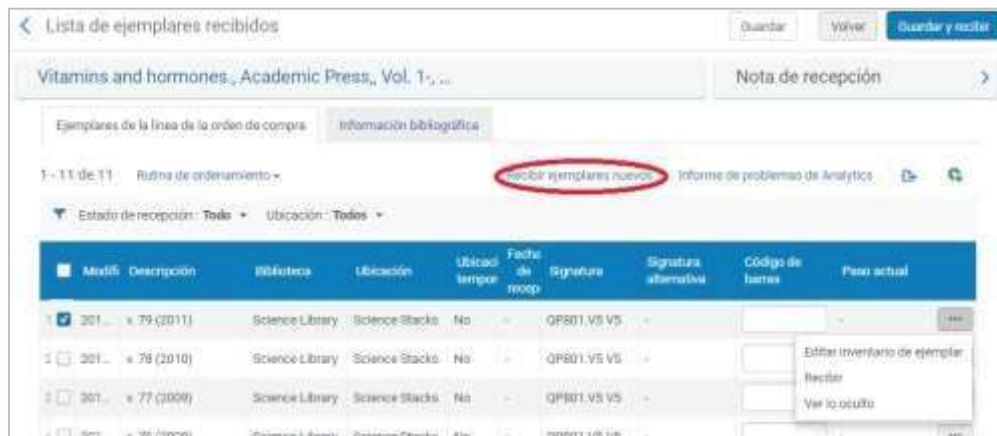 Lista de ejemplares recibidos Guardar Volver Guardar y recibir
Vitamins and hormones., Academic Press,, Vol. 1-, ... Nota de recepción
Ejemplares de la línea de la orden de compra Información bibliográfica
1 - 11 de 11 Rutina de ordenamiento Recibir ejemplares nuevos Informe de problemas de Analytics
Estado de recepción: Todo Ubicación: Todos
Modifi Descripción Biblioteca Ubicación Ubicaci tempor Fecha de recep Signatura Signatura alternativa Código de barras Paso actual
1 201... v. 79 (2011) Science Library Science Stacks No - QP801.V5 V5 - -
2 201... v. 78 (2010) Science Library Science Stacks No - QP801.V5 V5 -
Editar inventario de ejemplar
Recibir
3 201... v. 77 (2009) Science Library Science Stacks No - QP801.V5 V5 -
Ver lo oculto